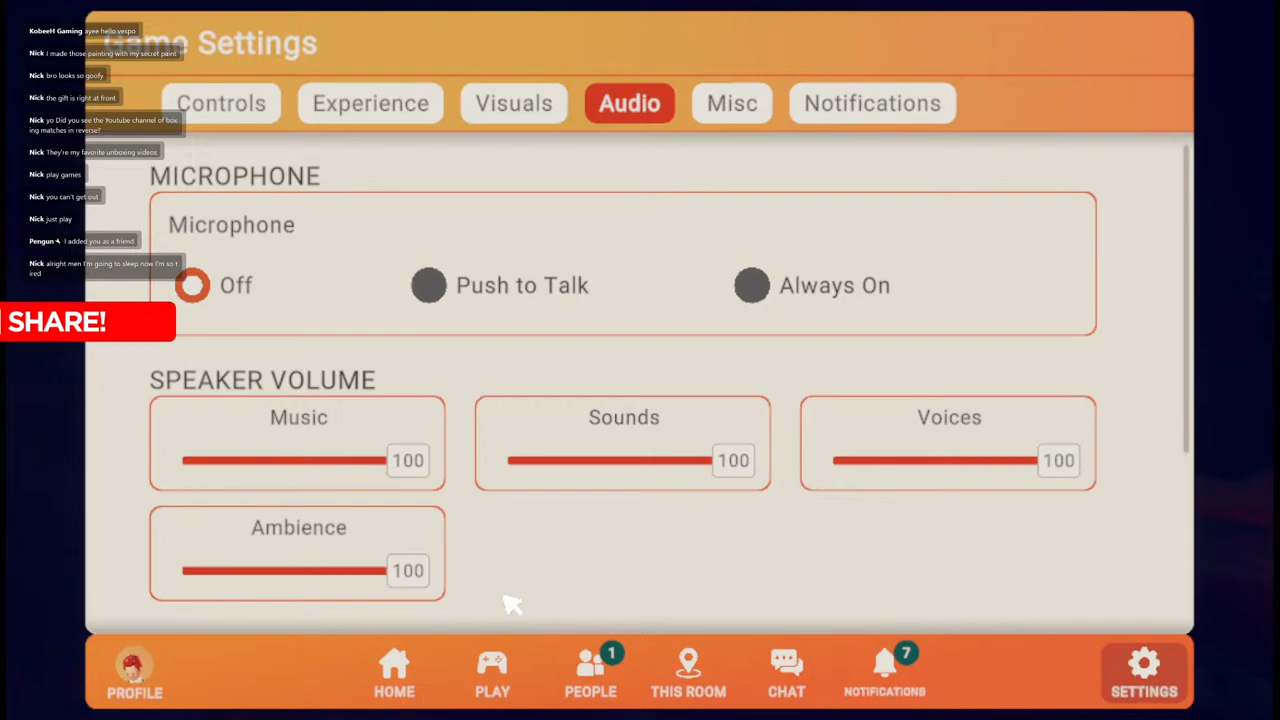 KobeeH Gaming ayee hello vespo
Nick I made those painting with my secret paint
Nick bro looks so goofy
Nick the gift is right at front
Nick yo Did you see the Youtube channel of box
ing matches in reverse?
Nick They're my favorite unboxing videos
Nick play games
Nick you can't get out
Nick just play
Pengun I added you as a friend
Nick alright men I'm going to sleep now I'm so t
ired
SHARE!
Game Settings
Controls Experience Visuals Audio Misc Notifications
MICROPHONE
Microphone
Off Push to Talk Always On
SPEAKER VOLUME
Music Sounds Voices
100 100 100
Ambience
100
1 7
PROFILE HOME PLAY PEOPLE THIS ROOM CHAT NOTIFICATIONS SETTINGS